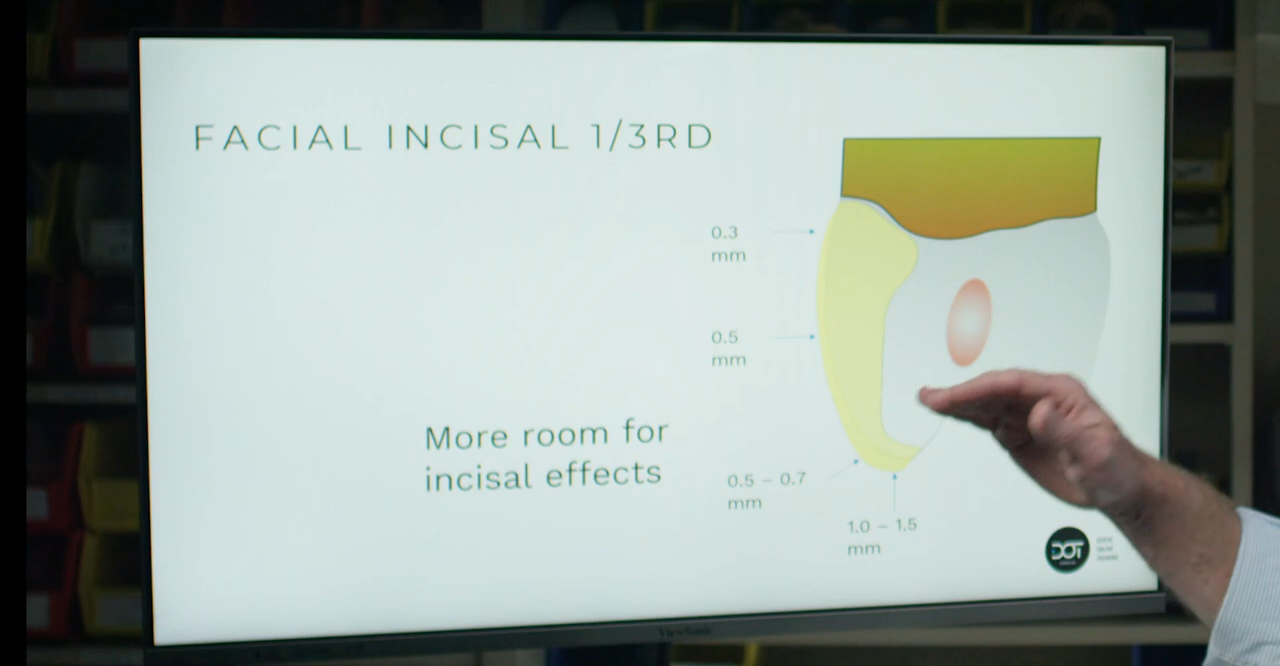 FACIAL INCISAL 1/3RD
0.3
mm
0.5
mm
More room for
incisal effects
0.5 – 0.7
mm
1.0 – 1.5
mm
DOT
ViewSonic